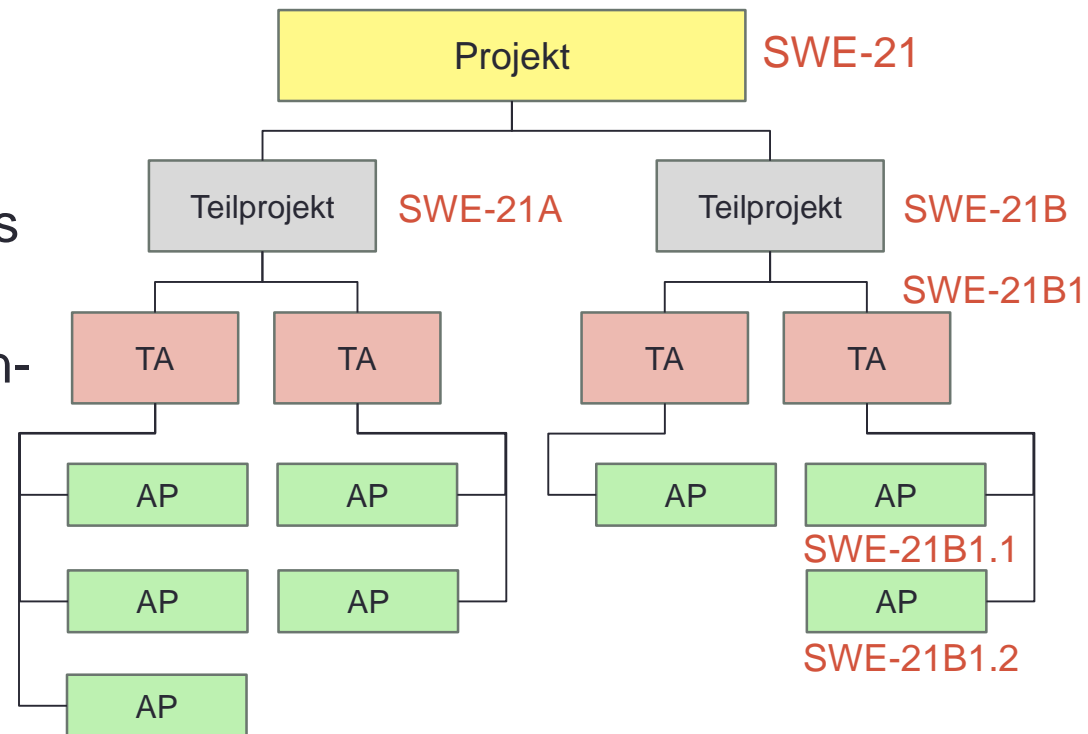 Projekt SWE-21
Teilprojekt SWE-21A Teilprojekt SWE-21B
s
SWE-21B1
n-
TA TA TA TA
AP AP AP AP
SWE-21B1.1
AP AP AP
SWE-21B1.2
AP